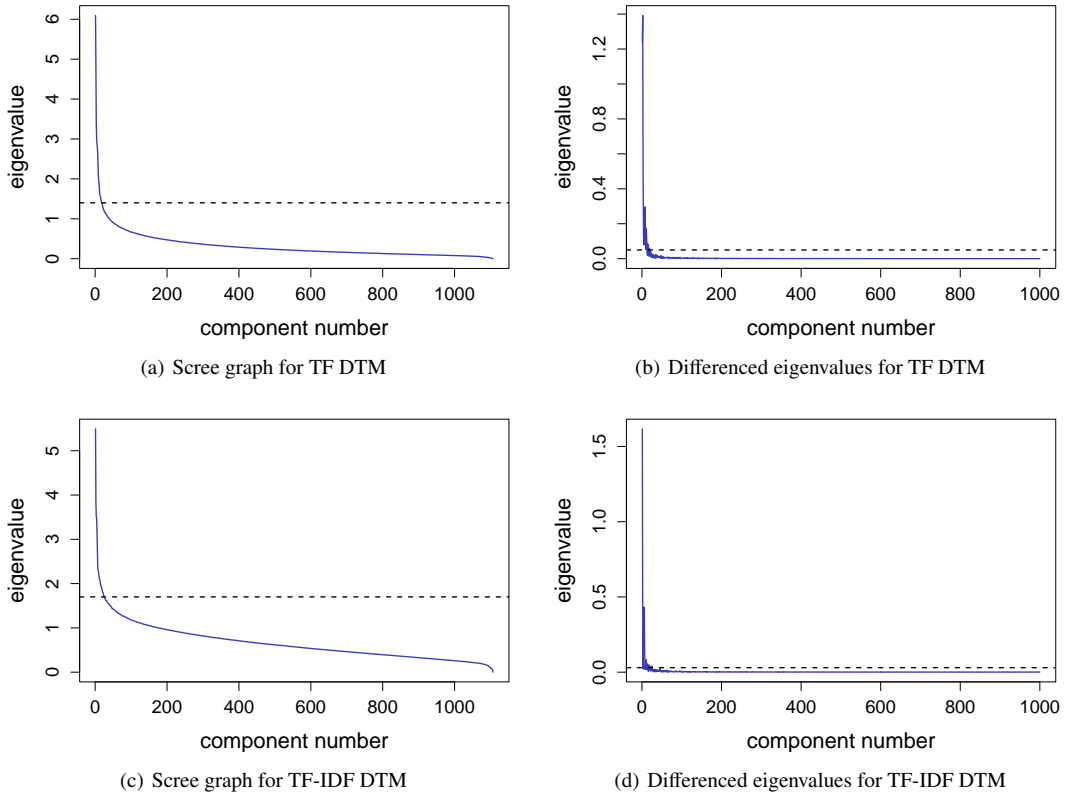 6
5
4
3
2
1
0
eigenvalue
0 200 400 600 800 1000
component number
(a) Scree graph for TF DTM
1.2
0.8
0.4
0.0
eigenvalue
0 200 400 600 800 1000
component number
(b) Differenced eigenvalues for TF DTM
5
4
3
2
1
0
eigenvalue
0 200 400 600 800 1000
component number
(c) Scree graph for TF-IDF DTM
1.5
1.0
0.5
0.0
eigenvalue
0 200 400 600 800 1000
component number
(d) Differenced eigenvalues for TF-IDF DTM